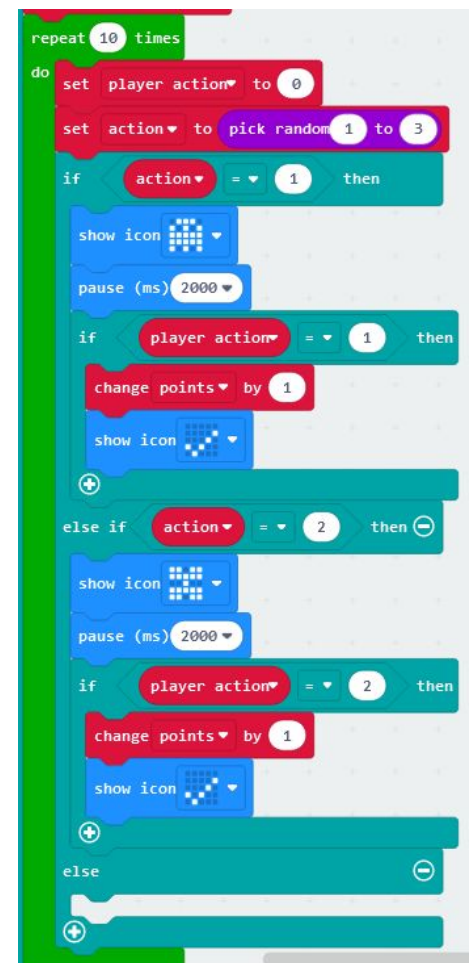 repeat 10 times
do
set player action to 0
set action to pick random 1 to 3
if action = 1 then
show icon
pause (ms) 2000
if player action = 1 then
change points by 1
show icon
else if action = 2 then
show icon
pause (ms) 2000
if player action = 2 then
change points by 1
show icon
else